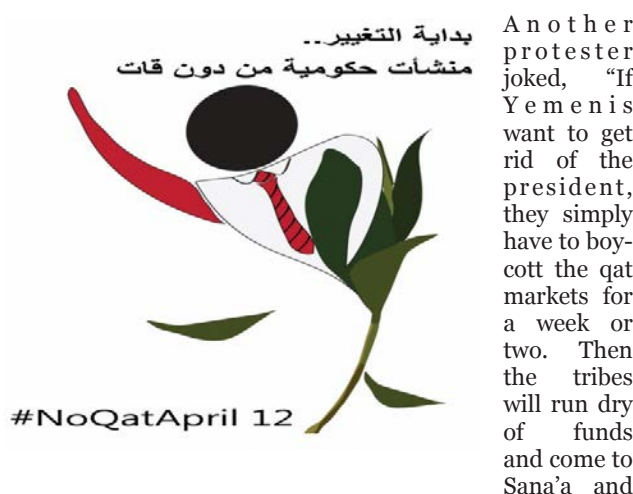 بداية التغيير..
منشأت حكومية من دون قات
#NoQatApril 12
Another
protester
joked, “If
Yemenis
want to get
rid of the
president,
they simply
have to boy-
cott the qat
markets for
a week or
two. Then
the tribes
will run dry
of funds
and come to
Sana’a and